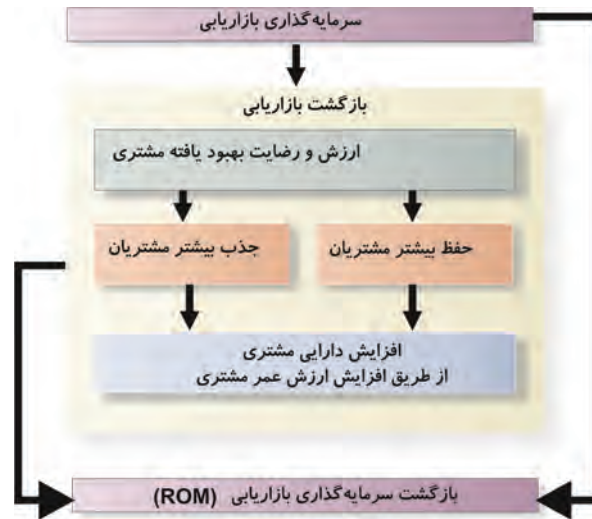 سرمایه‌گذاری بازاریابی
بازگشت بازاریابی
ارزش و رضایت بهبود یافته مشتری
حفظ بیشتر مشتریان
جذب بیشتر مشتریان
افزایش دارایی مشتری
از طریق افزایش ارزش عمر مشتری
بازگشت سرمایه‌گذاری بازاریابی (ROM)